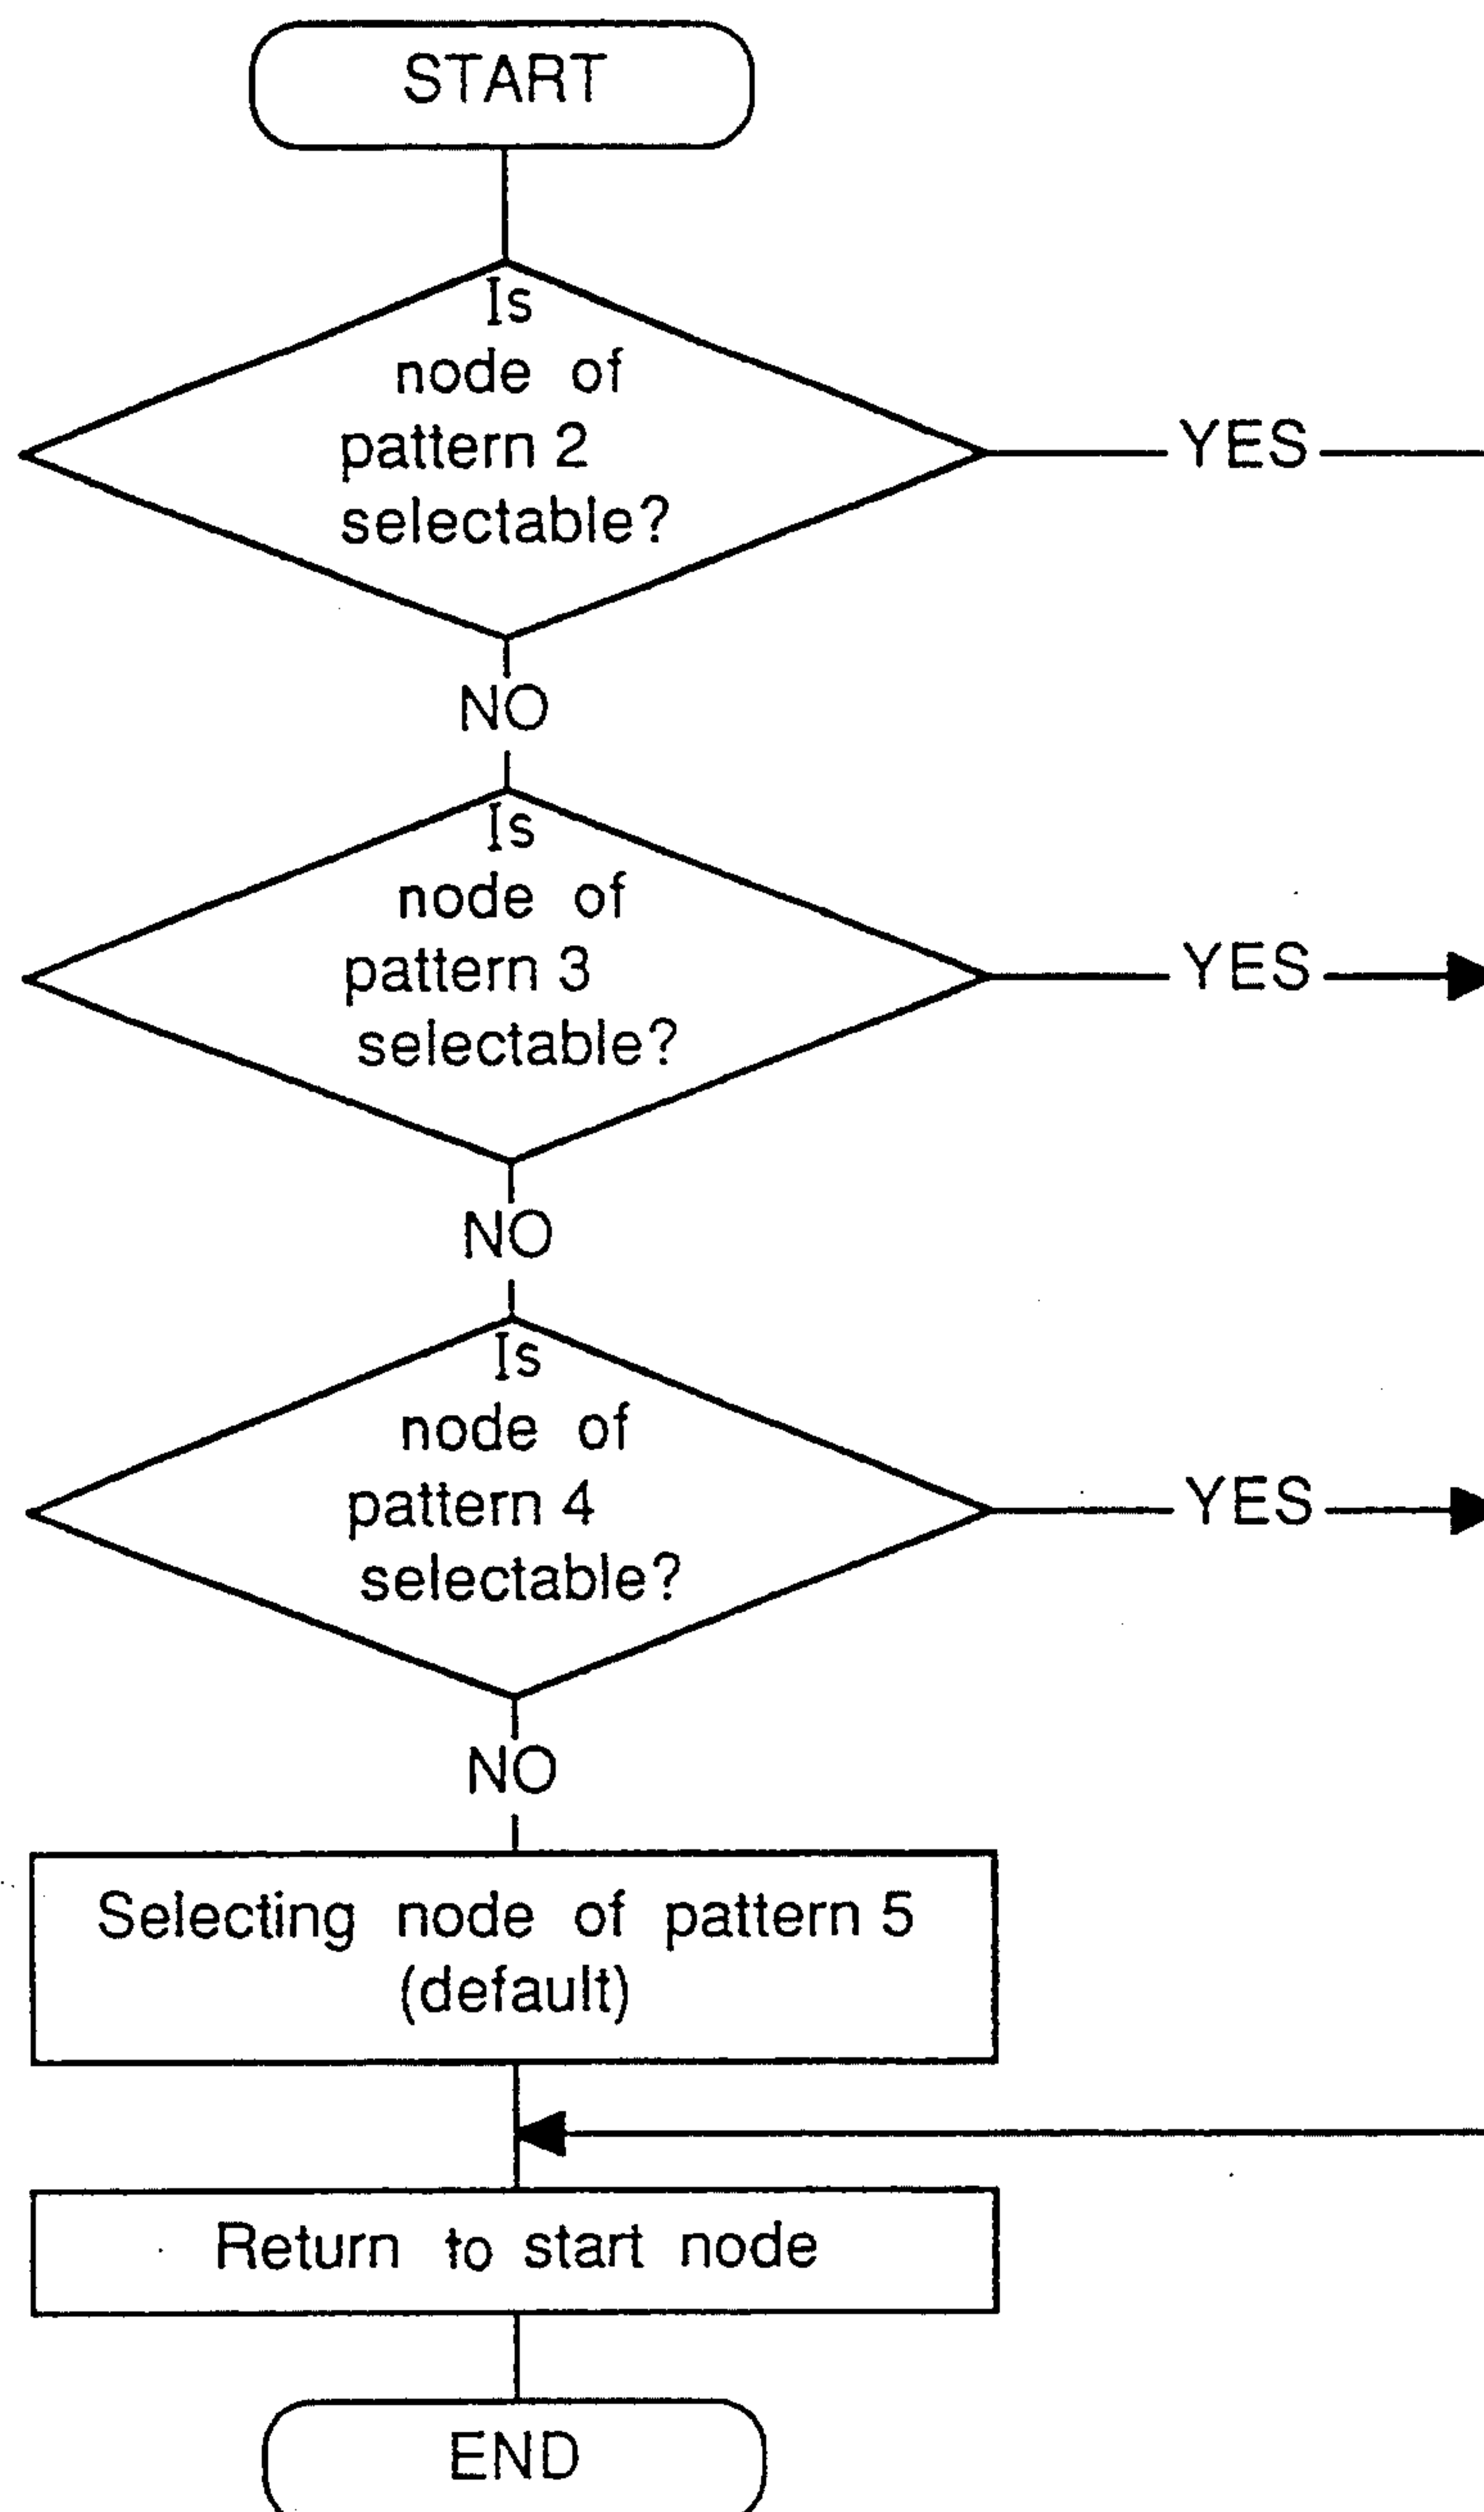 START
Is
node of
pattern 2
selectable?
YES
NO
Is
node of
pattern 3
selectable?
YES
NO
Is
node of
pattern 4
selectable?
YES
NO
Selecting node of pattern 5
(default)
Return to start node
END